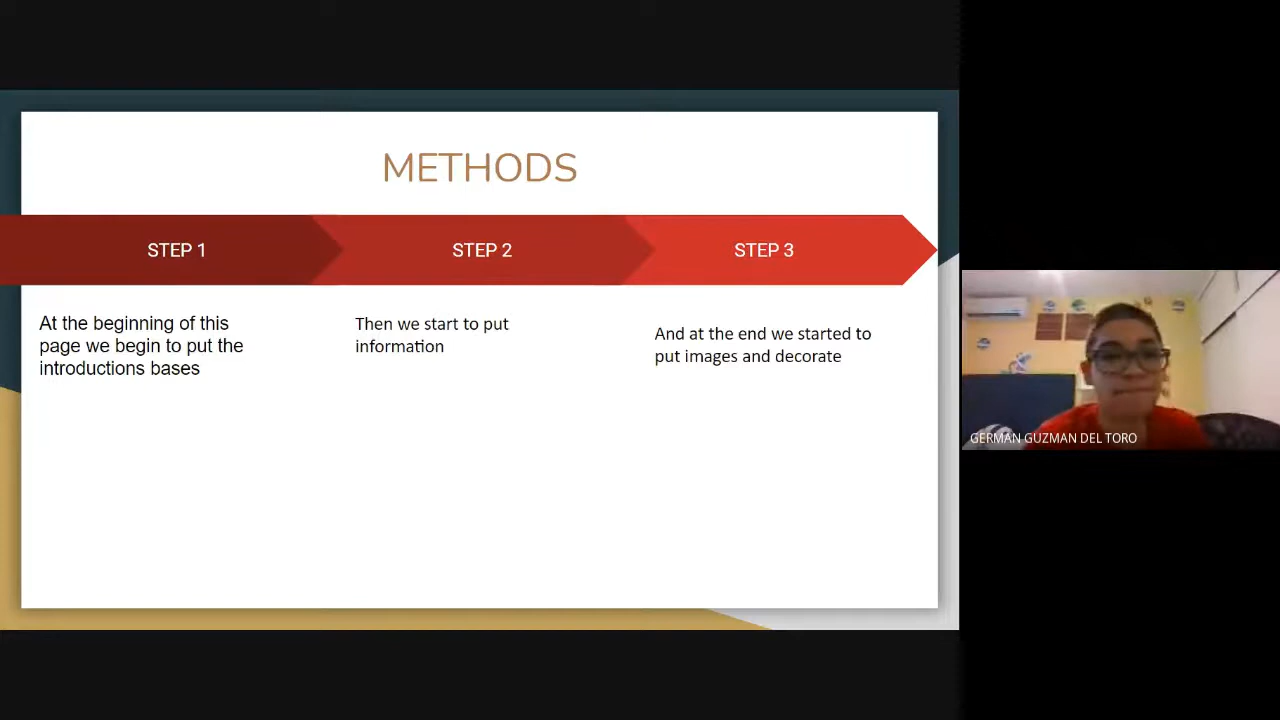 METHODS
STEP 1
STEP 2
STEP 3
At the beginning of this
page we begin to put the
introductions bases
Then we start to put
information
And at the end we started to
put images and decorate
GERMAN GUZMAN DEL TORO